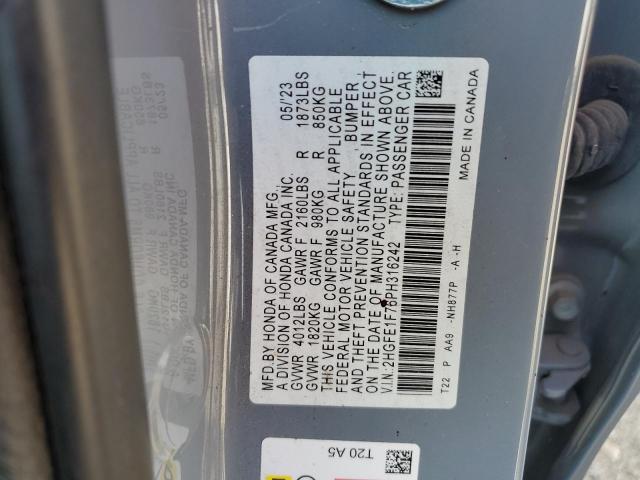 MFD.BY HONDA OF CANADA MFG. 05/'23
A DIVISION OF HONDA CANADA INC.
GVWR 4012LBS GAWR F 2160LBS R 1873LBS
GVWR 1820KG GAWR F 980KG R 850KG
THIS VEHICLE CONFORMS TO ALL APPLICABLE
FEDERAL MOTOR VEHICLE SAFETY, BUMPER,
AND THEFT PREVENTION STANDARDS IN EFFECT
ON THE DATE OF MANUFACTURE SHOWN ABOVE.
V.I.N.:2HGFE1F7BPH316242 TYPE: PASSENGER CAR
T22 P AA9 -NH877P -A -H
MADE IN CANADA
T20 A5